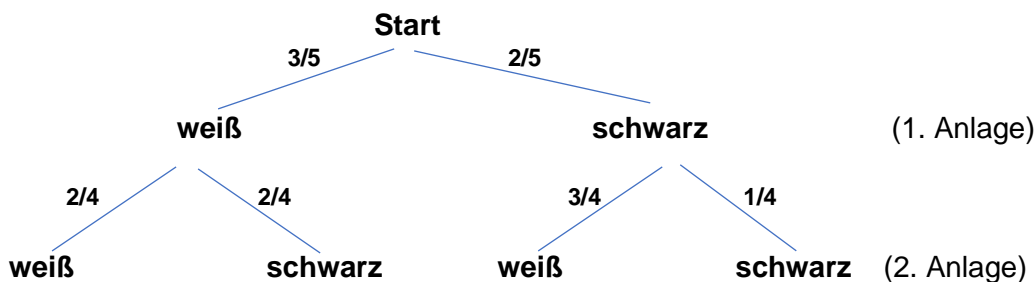 Start
3/5 2/5
weiß schwarz (1. Anlage)
2/4 2/4 3/4 1/4
weiß schwarz weiß schwarz (2. Anlage)